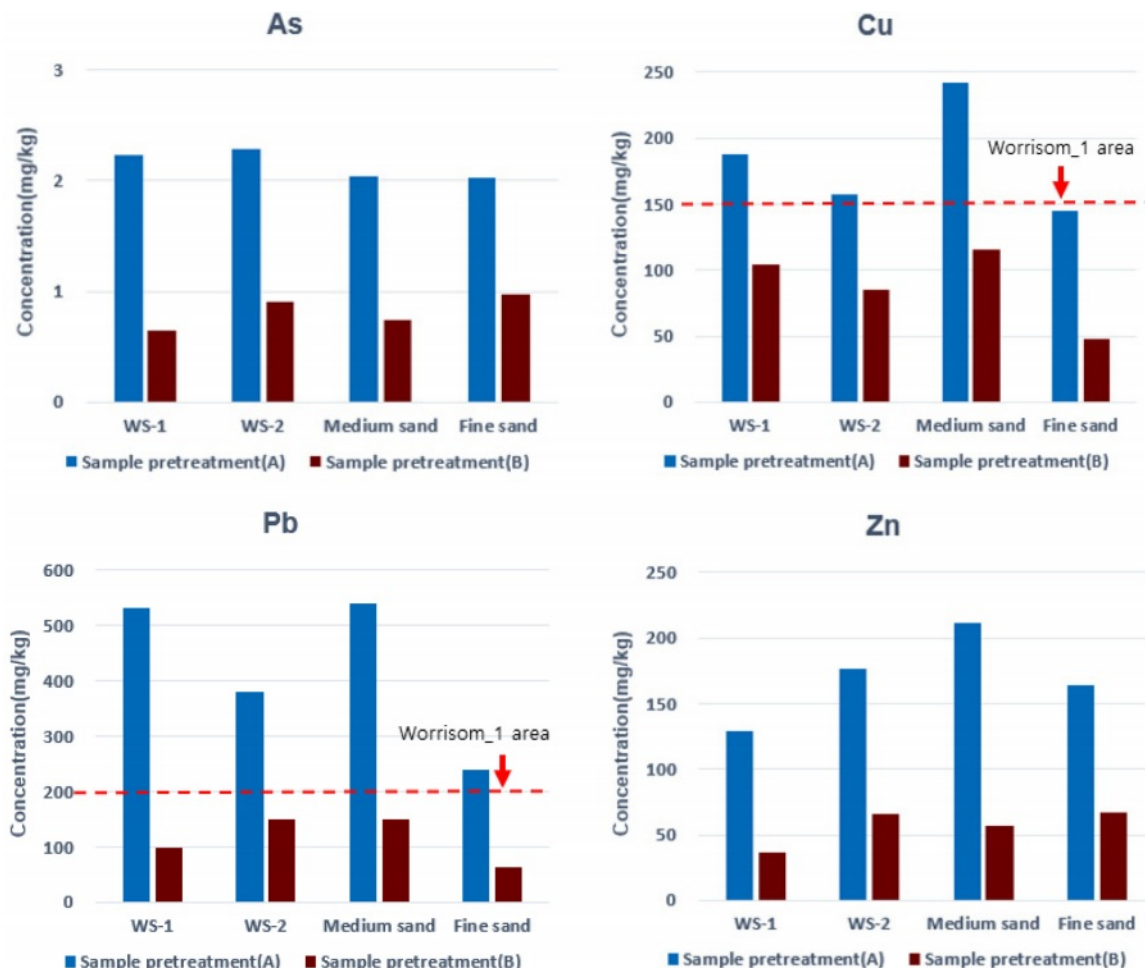 As
Concentration(mg/kg)
3
2
1
0
WS-1 WS-2 Medium sand Fine sand
Sample pretreatment(A) Sample pretreatment(B)
Cu
Concentration(mg/kg)
250
200
150
100
50
0
Worrisom_1 area
WS-1 WS-2 Medium sand Fine sand
Sample pretreatment(A) Sample pretreatment(B)
Pb
Concentration(mg/kg)
600
500
400
300
200
100
0
Worrisom_1 area
WS-1 WS-2 Medium sand Fine sand
Sample pretreatment(A) Sample pretreatment(B)
Zn
Concentration(mg/kg)
250
200
150
100
50
0
WS-1 WS-2 Medium sand Fine sand
Sample pretreatment(A) Sample pretreatment(B)